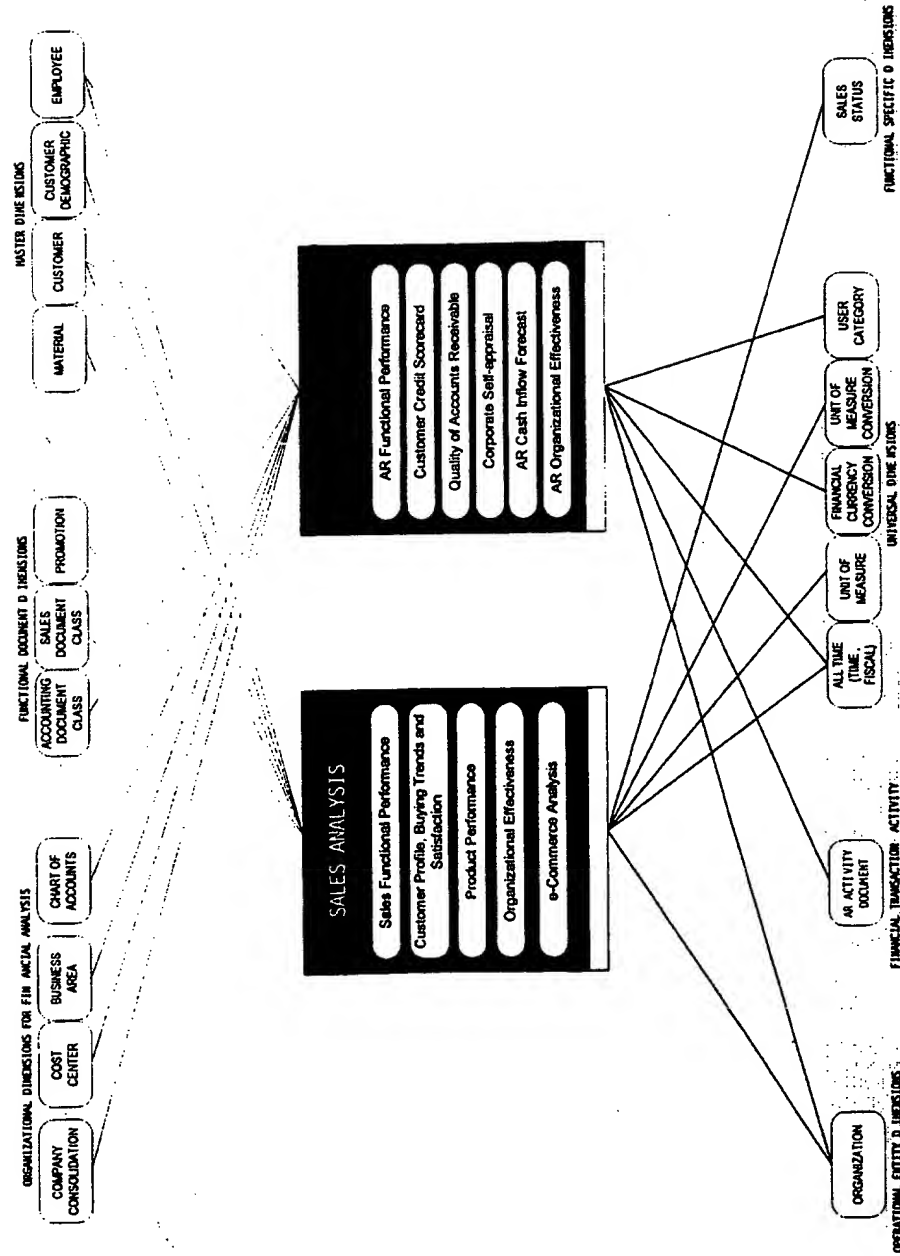 ORGANIZATIONAL DIMENSIONS FOR FIN ANCIAL ANALYSIS
COMPANY
CONSOLIDATION
COST
CENTER
BUSINESS
AREA
CHART OF
ACCOUNTS
FUNCTIONAL DOCUMENT D IMENSIONS
ACCOUNTING
DOCUMENT
CLASS
SALES
DOCUMENT
CLASS
PROMOTION
MASTER DIMENSIONS
MATERIAL
CUSTOMER
CUSTOMER
DEMOGRAPHIC
EMPLOYEE
SALES ANALYSIS
Sales Functional Performance
Customer Profile, Buying Trends and
Satisfaction
Product Performance
Organizational Effectiveness
e-Commerce Analysis
AR Functional Performance
Customer Credit Scorecard
Quality of Accounts Receivable
Corporate Self-appraisal
AR Cash Inflow Forecast
AR Organizational Effectiveness
ORGANIZATION
OPERATIONAL ENTITY D IMENSIONS
AR ACTIVITY
DOCUMENT
FINANCIAL TRANSACTION ACTIVITY
ALL TIME
(TIME,
FISCAL)
UNIT OF
MEASURE
FINANCIAL
CURRENCY
CONVERSION
UNIT OF
MEASURE
CONVERSION
USER
CATEGORY
UNIVERSAL DIMENSIONS
SALES
STATUS
FUNCTIONAL SPECIFIC D IMENSIONS